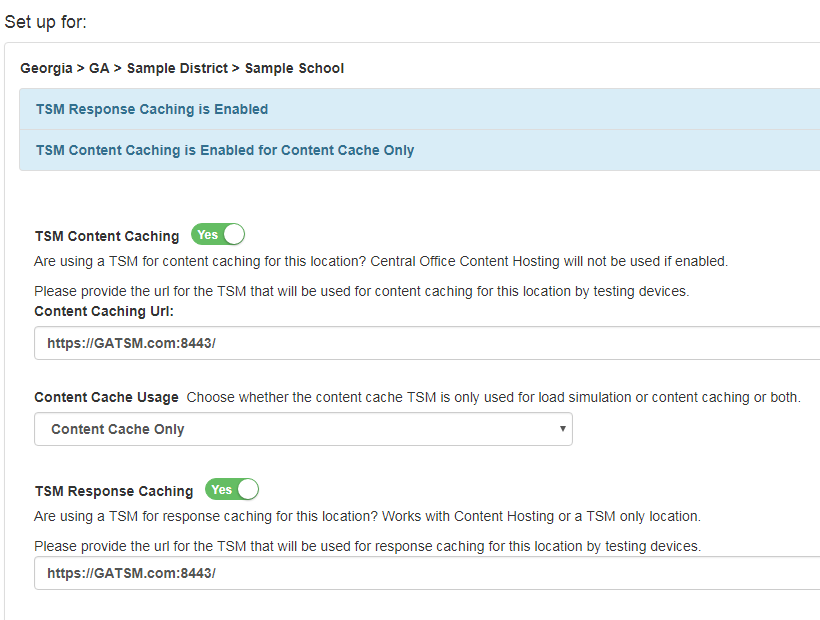 Set up for:
Georgia > GA > Sample District > Sample School
TSM Response Caching is Enabled
TSM Content Caching is Enabled for Content Cache Only
TSM Content Caching Yes
Are using a TSM for content caching for this location? Central Office Content Hosting will not be used if enabled.
Please provide the url for the TSM that will be used for content caching for this location by testing devices.
Content Caching Url:
https://GATSM.com:8443/
Content Cache Usage Choose whether the content cache TSM is only used for load simulation or content caching or both.
Content Cache Only
TSM Response Caching Yes
Are using a TSM for response caching for this location? Works with Content Hosting or a TSM only location.
Please provide the url for the TSM that will be used for response caching for this location by testing devices.
https://GATSM.com:8443/